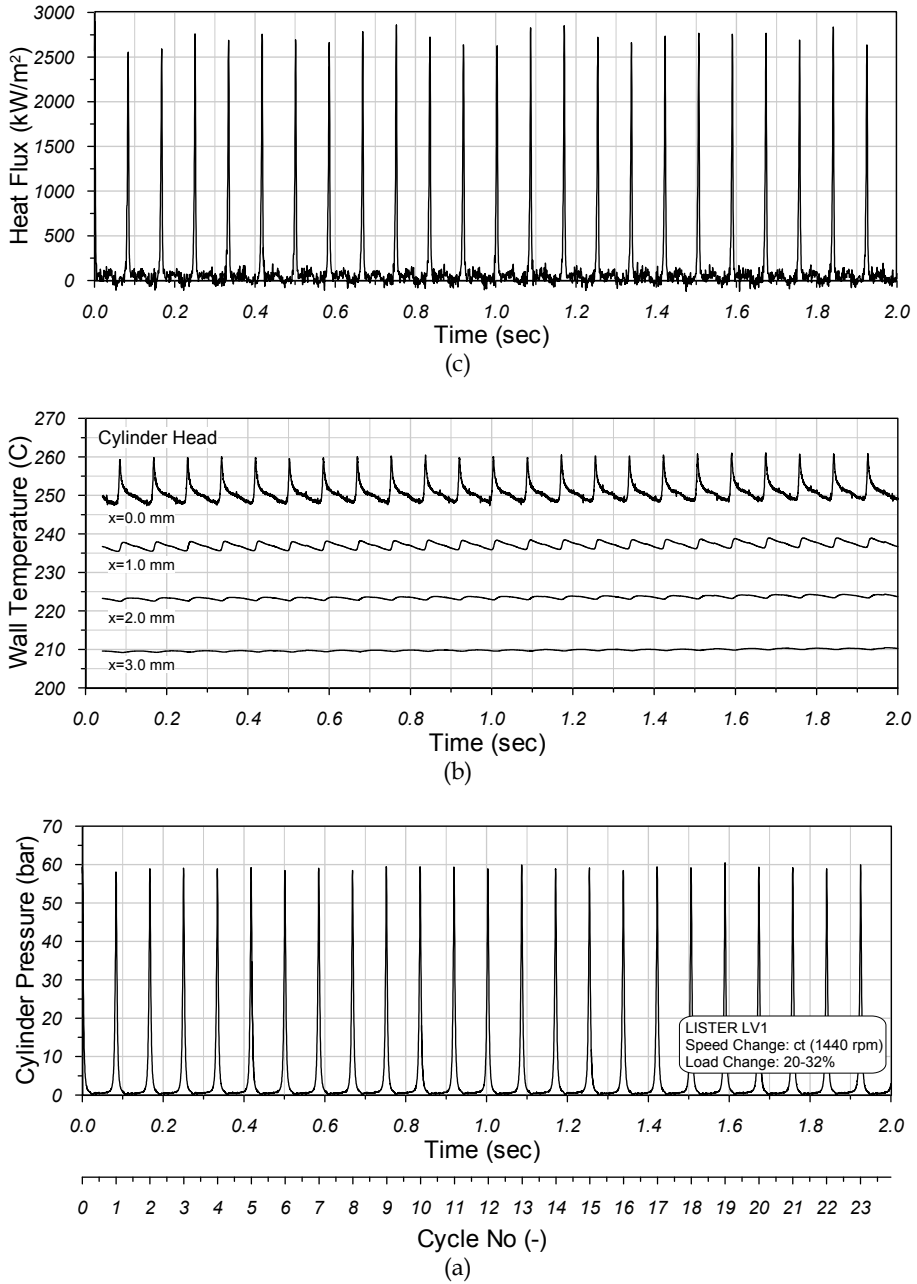 3000
2500
2000
1500
1000
500
0
Heat Flux (kW/m²)
0.0 0.2 0.4 0.6 0.8 1.0 1.2 1.4 1.6 1.8 2.0
Time (sec)
(c)
270
260
250
240
230
220
210
200
Wall Temperature (C)
Cylinder Head
x=0.0 mm
x=1.0 mm
x=2.0 mm
x=3.0 mm
0.0 0.2 0.4 0.6 0.8 1.0 1.2 1.4 1.6 1.8 2.0
Time (sec)
(b)
70
60
50
40
30
20
10
0
Cylinder Pressure (bar)
LISTER LV1
Speed Change: ct (1440 rpm)
Load Change: 20-32%
0.0 0.2 0.4 0.6 0.8 1.0 1.2 1.4 1.6 1.8 2.0
Time (sec)
0 1 2 3 4 5 6 7 8 9 10 11 12 13 14 15 16 17 18 19 20 21 22 23
Cycle No (-)
(a)